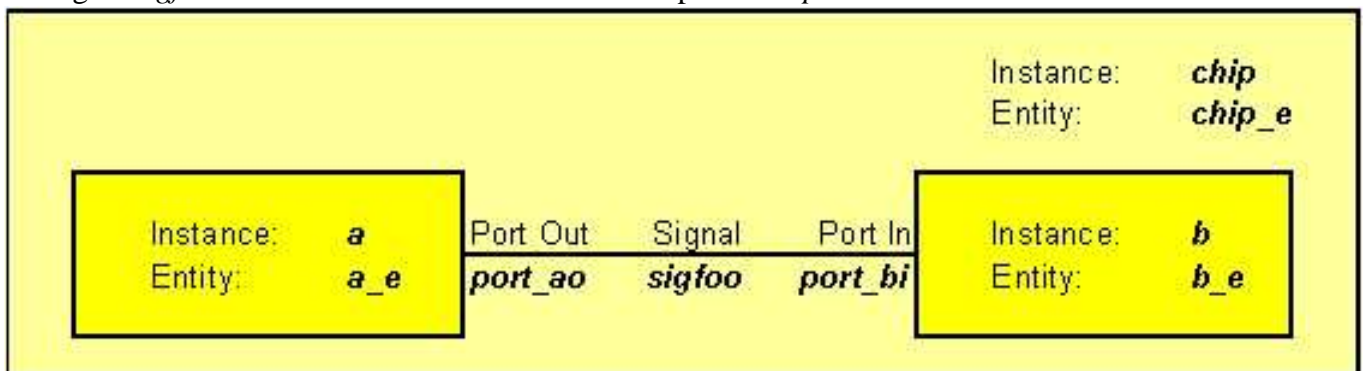 Instance: chip
Entity: chip_e
Instance: a Port Out Signal Port In Instance: b
Entity: a_e port_ao sigfoo port_bi Entity: b_e